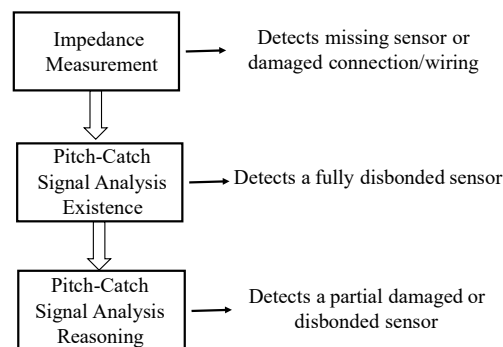 Impedance
Measurement
Detects missing sensor or
damaged connection/wiring
Pitch-Catch
Signal Analysis
Existence
Detects a fully disbonded sensor
Pitch-Catch
Signal Analysis
Reasoning
Detects a partial damaged or
disbonded sensor